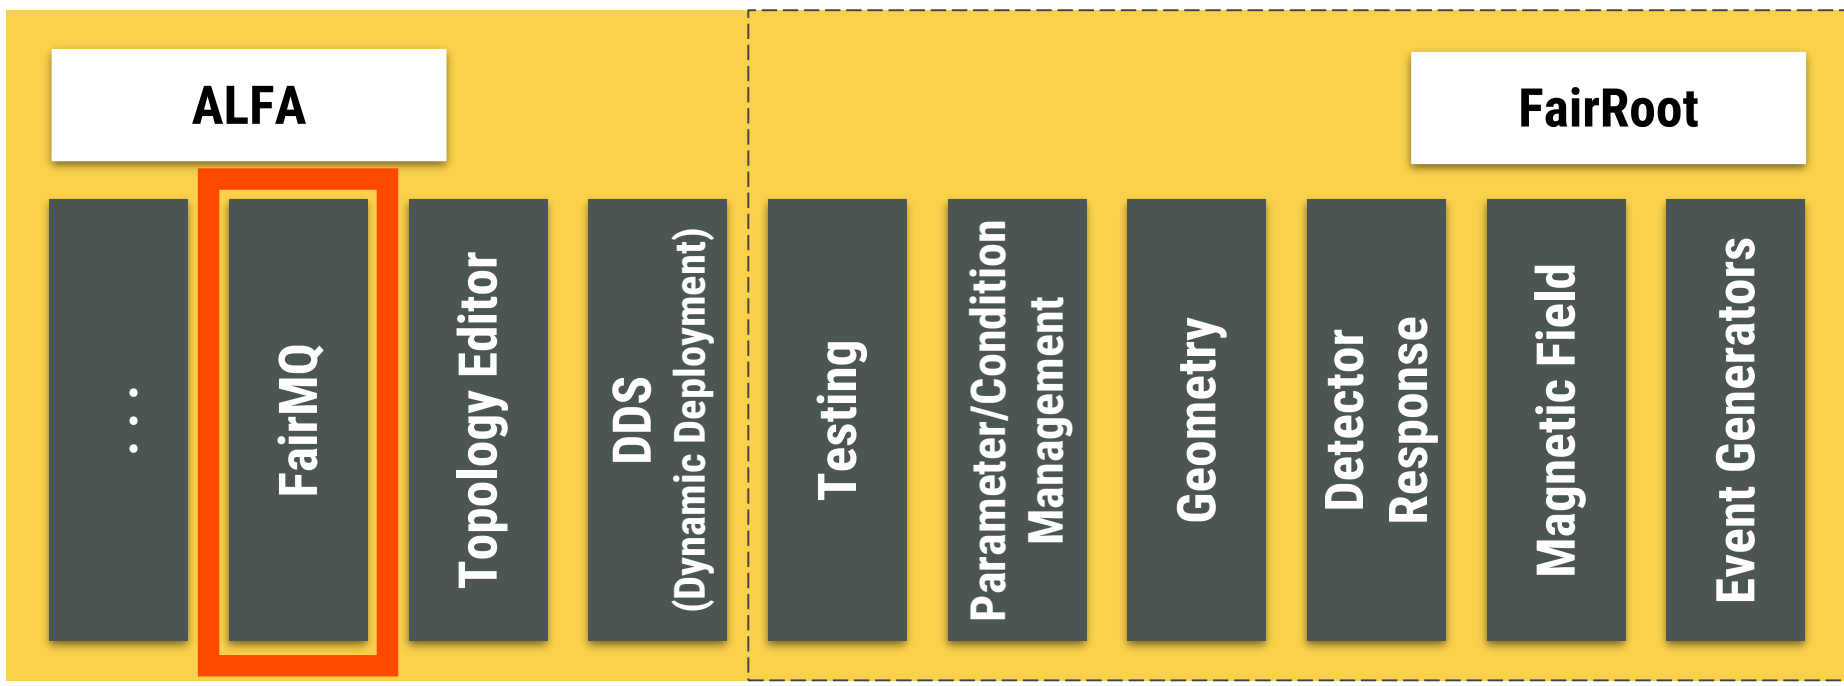 ALFA
FairRoot
...
FairMQ
Topology Editor
DDS
(Dynamic Deployment)
Testing
Parameter/Condition
Management
Geometry
Detector
Response
Magnetic Field
Event Generators